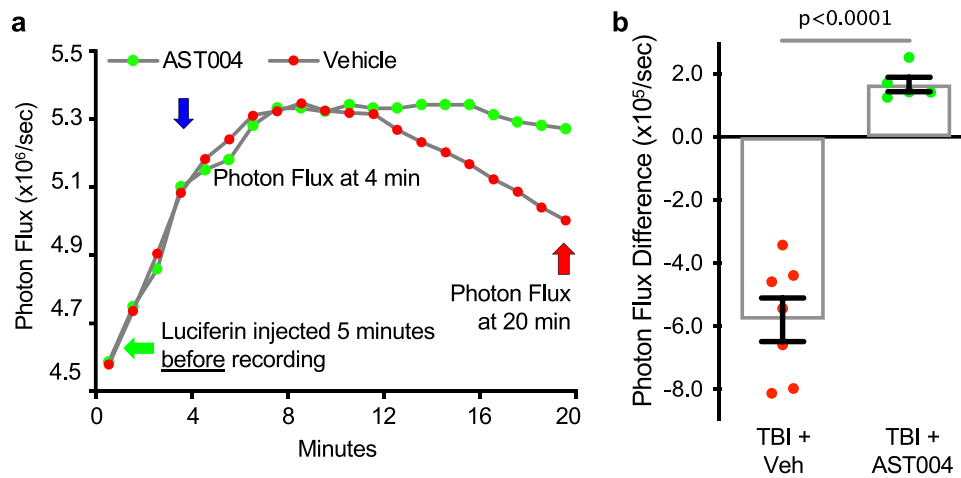 a
AST004 Vehicle
5.5
5.3
5.1
4.9
4.7
4.5
Photon Flux (x10⁶/sec)
Photon Flux at 4 min
Photon Flux
at 20 min
Luciferin injected 5 minutes
before recording
0 4 8 12 16 20
Minutes
b
p<0.0001
2.0
0.0
-2.0
-4.0
-6.0
-8.0
Photon Flux Difference (x10⁵/sec)
TBI + TBI +
Veh AST004